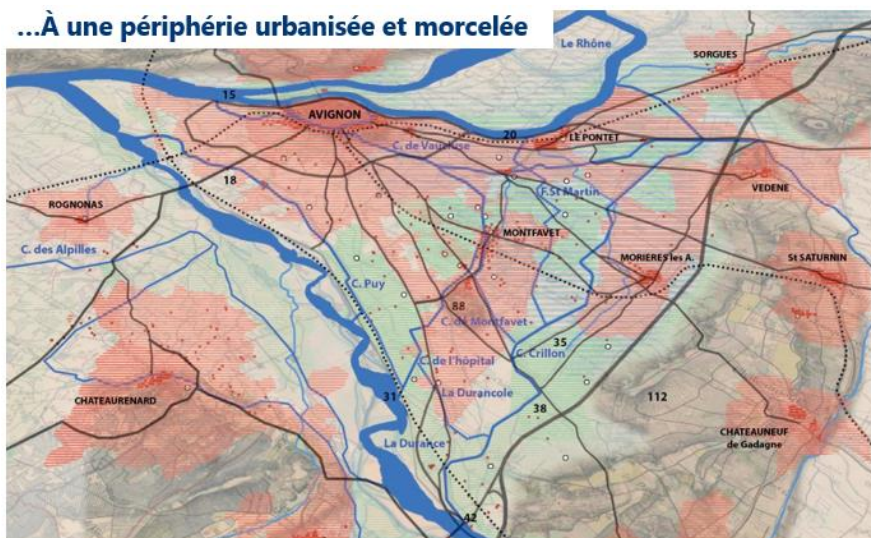 ...À une périphérie urbanisée et morcelée
Le Rhône
SORGUES
15
AVIGNON
20
LE PONTET
C. de Vaucluse
18
F. St Martin
VEDENE
ROGNONAS
MONTFAVET
C. des Alpilles
MORIERES les A.
St SATURNIN
C. Puy
88
C. de Montfavet
35
C. Crillon
C. de l'hôpital
31
La Durancole
112
CHATEAURENARD
38
CHATEAUNEUF
de Gadagne
La Durance
42